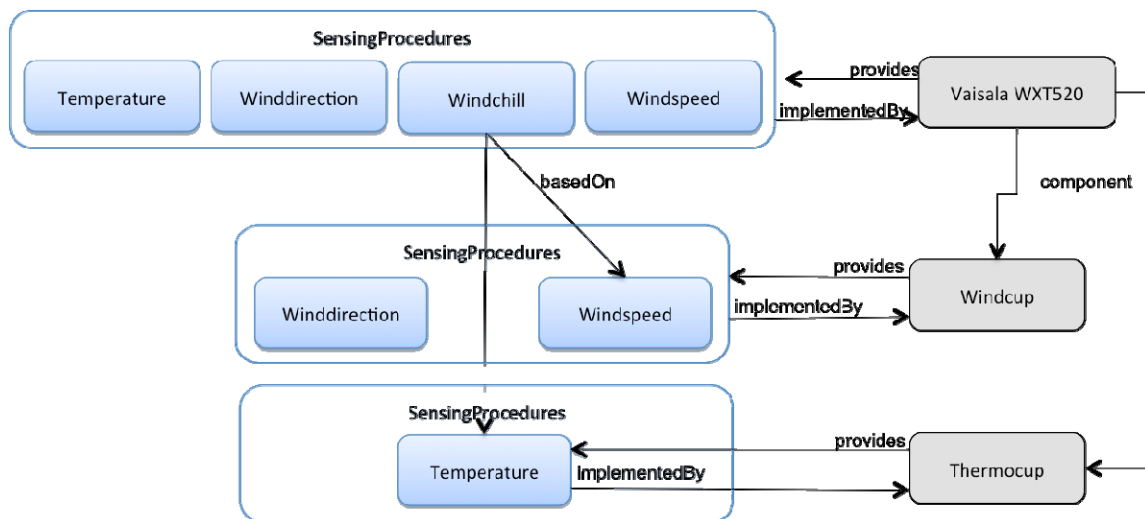 SensingProcedures
Temperature
Winddirection
Windchill
Windspeed
provides
implementedBy
Vaisala WXT520
basedOn
component
SensingProcedures
Winddirection
Windspeed
provides
implementedBy
Windcup
SensingProcedures
Temperature
provides
ImplementedBy
Thermocup